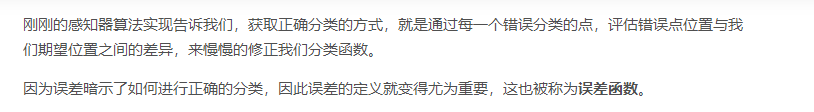 刚刚的感知器算法实现告诉我们，获取正确分类的方式，就是通过每一个错误分类的点，评估错误点位置与我
们期望位置之间的差异，来慢慢的修正我们分类函数。
因为误差暗示了如何进行正确的分类，因此误差的定义就变得尤为重要，这也被称为误差函数。